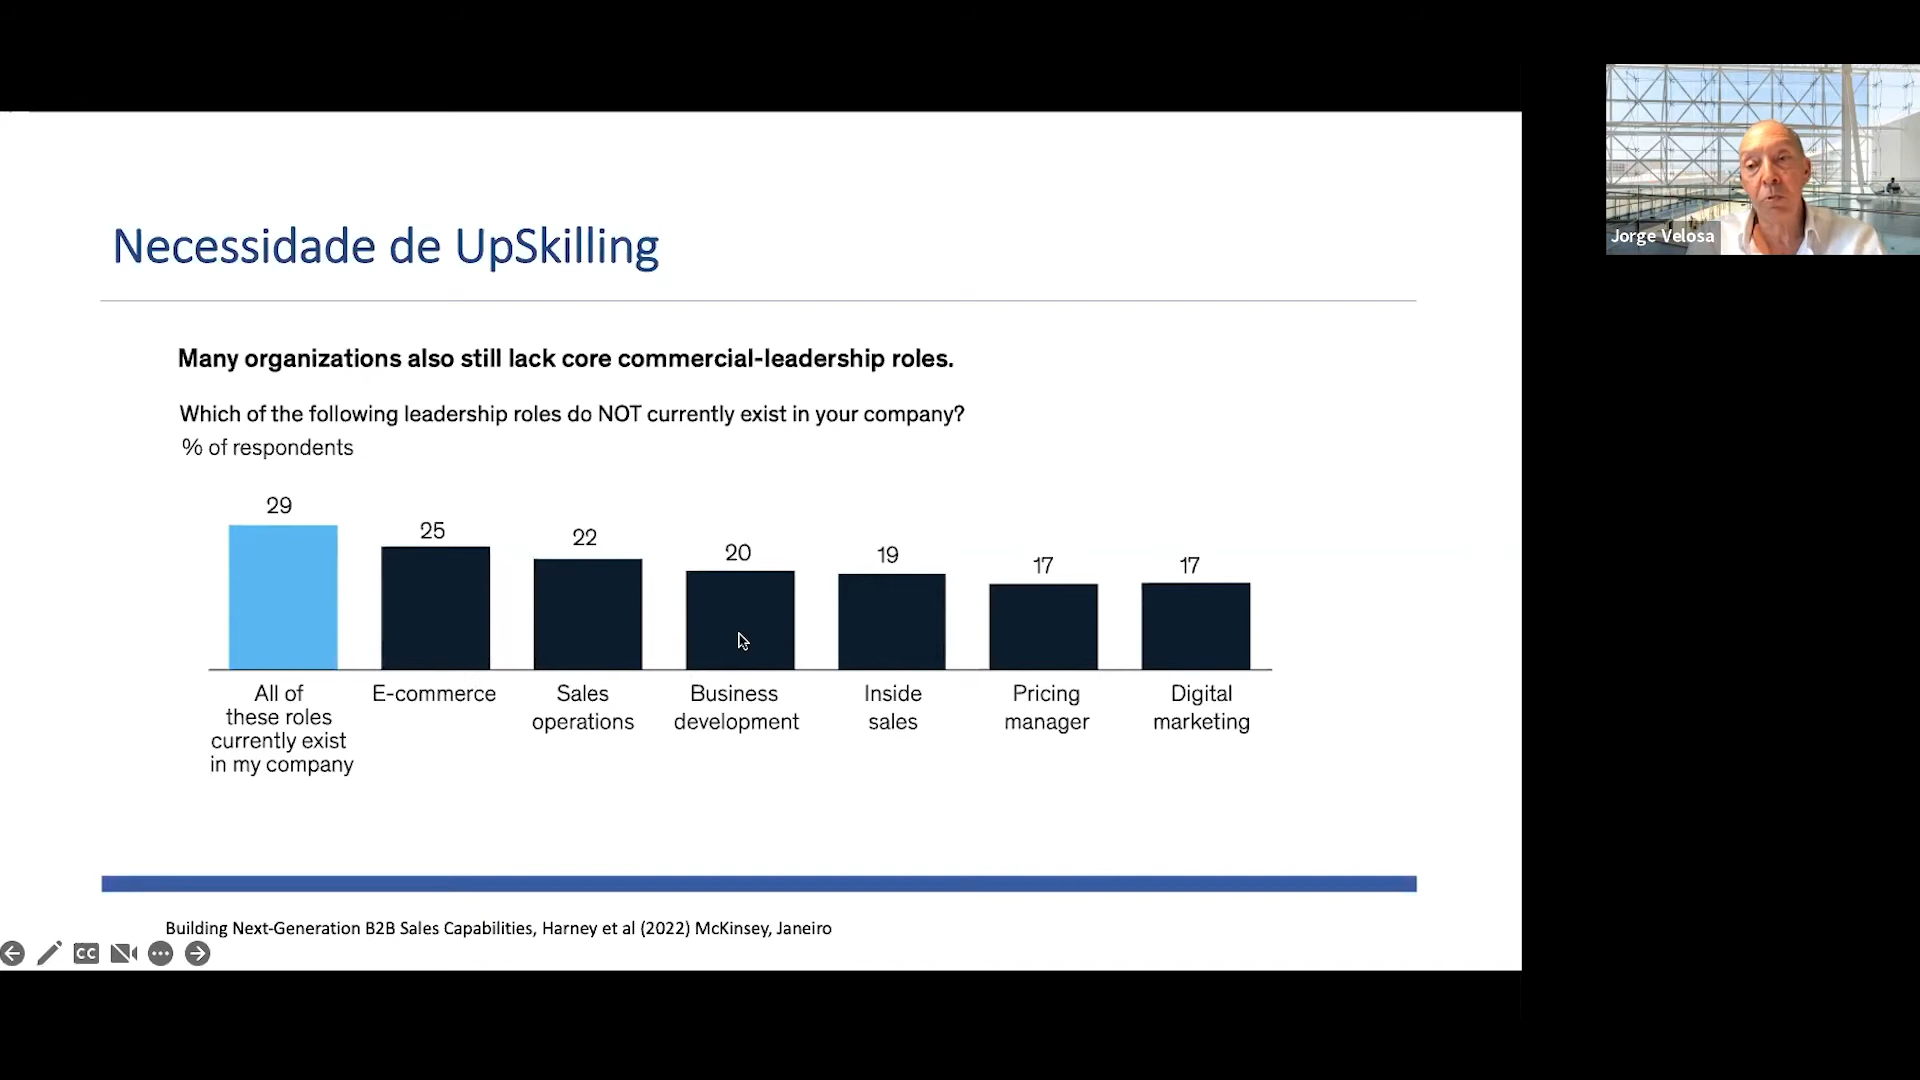 Necessidade de UpSkilling
Many organizations also still lack core commercial-leadership roles.
Which of the following leadership roles do NOT currently exist in your company?
% of respondents
29
25
22
20
19
17
17
All of
these roles
currently exist
in my company
E-commerce
Sales
operations
Business
development
Inside
sales
Pricing
manager
Digital
marketing
Building Next-Generation B2B Sales Capabilities, Harney et al (2022) McKinsey, Janeiro
CC
Jorge Velosa